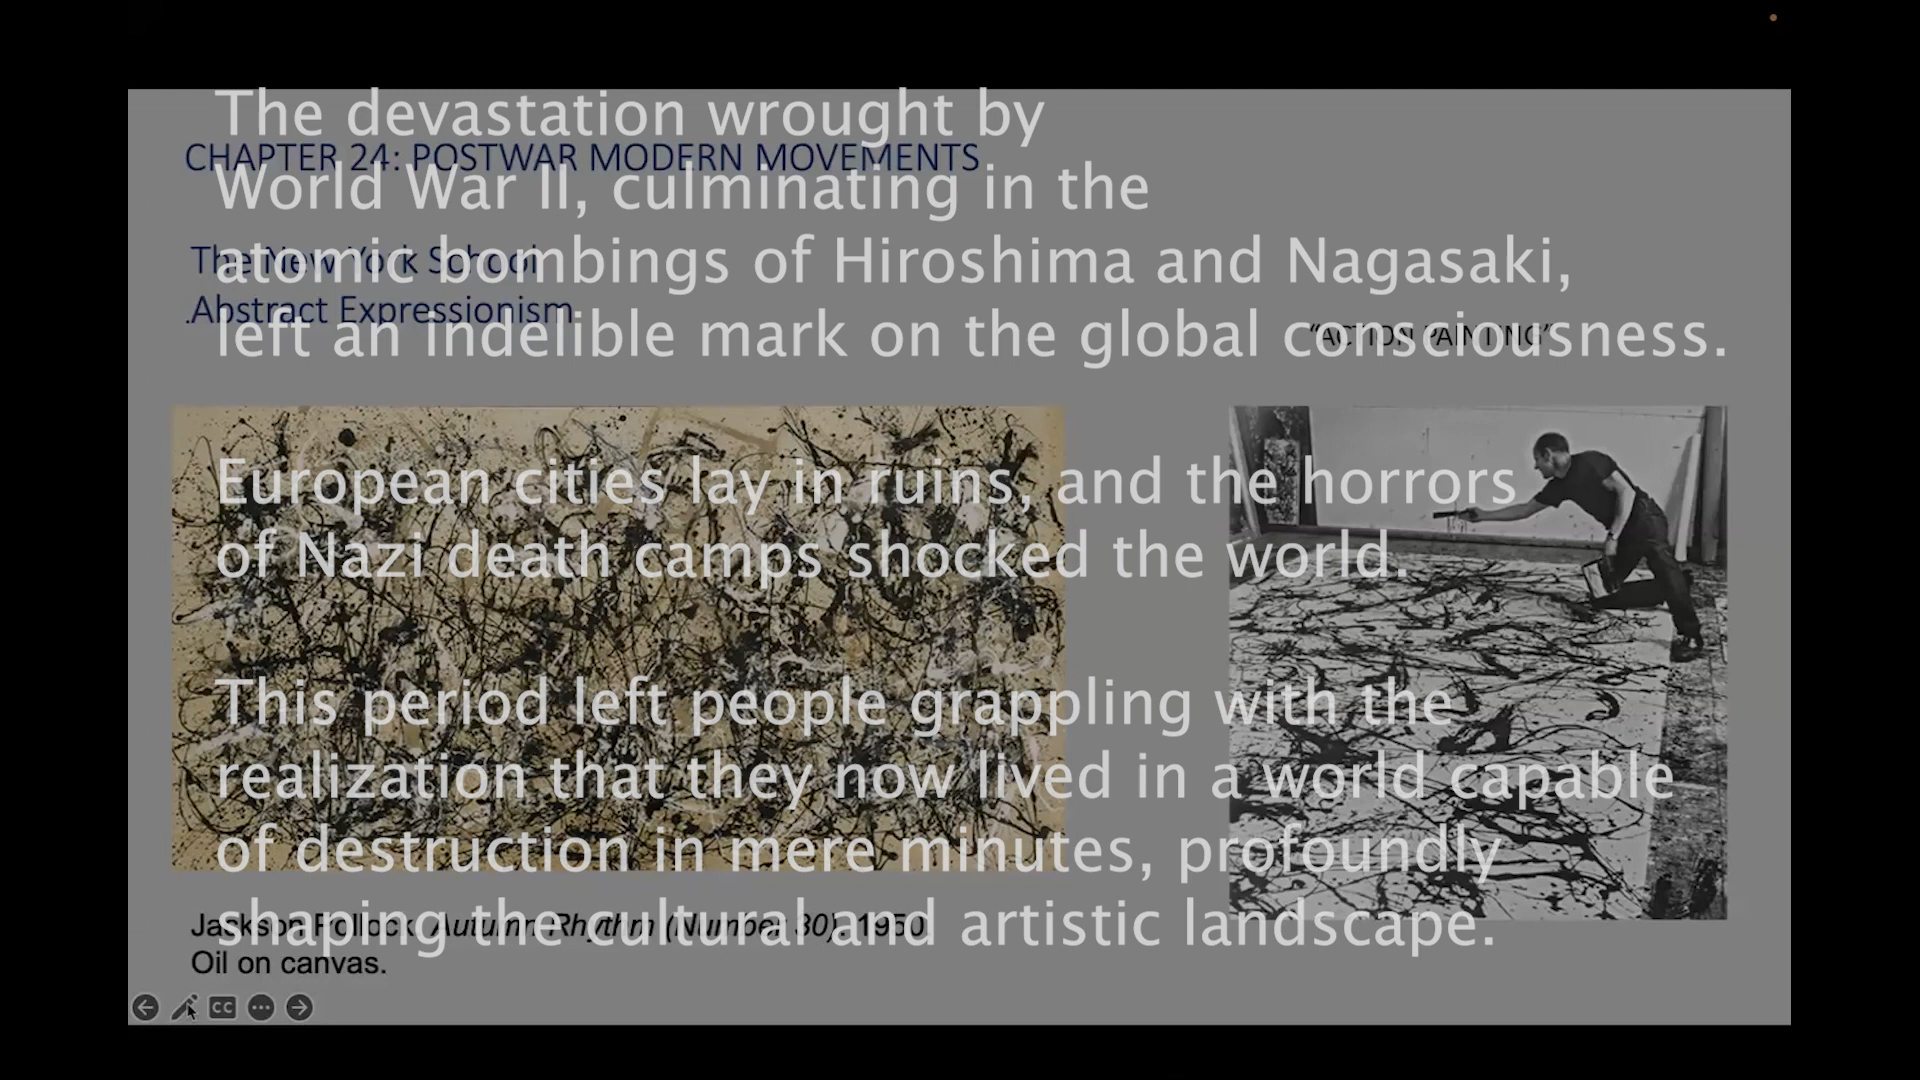 The devastation wrought by
CHAPTER 24: POSTWAR MODERN MOVEMENTS
World War II, culminating in the
The New York School
atomic bombings of Hiroshima and Nagasaki,
.Abstract Expressionism
left an indelible mark on the global consciousness.
"ACTION PAINTING"
European cities lay in ruins, and the horrors
of Nazi death camps shocked the world.
This period left people grappling with the
realization that they now lived in a world capable
of destruction in mere minutes, profoundly
shaping the cultural and artistic landscape.
Jackson Pollock. Autumn Rhythm (Number 30). 1950.
Oil on canvas.
CC